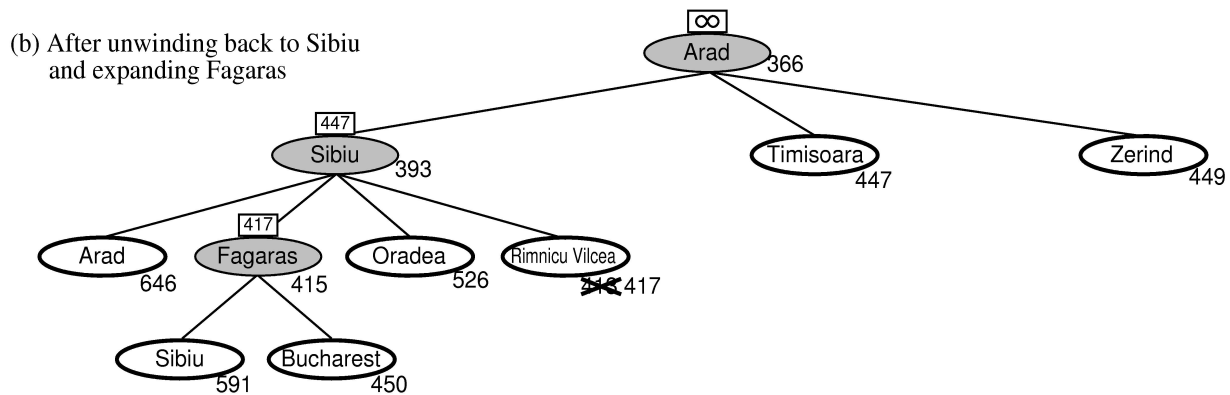 ∞
(b) After unwinding back to Sibiu
and expanding Fagaras
Arad
366
447
Sibiu
393
Timisoara
447
Zerind
449
417
Arad
646
Fagaras
415
Oradea
526
Rimnicu Vilcea
413 417
Sibiu
591
Bucharest
450